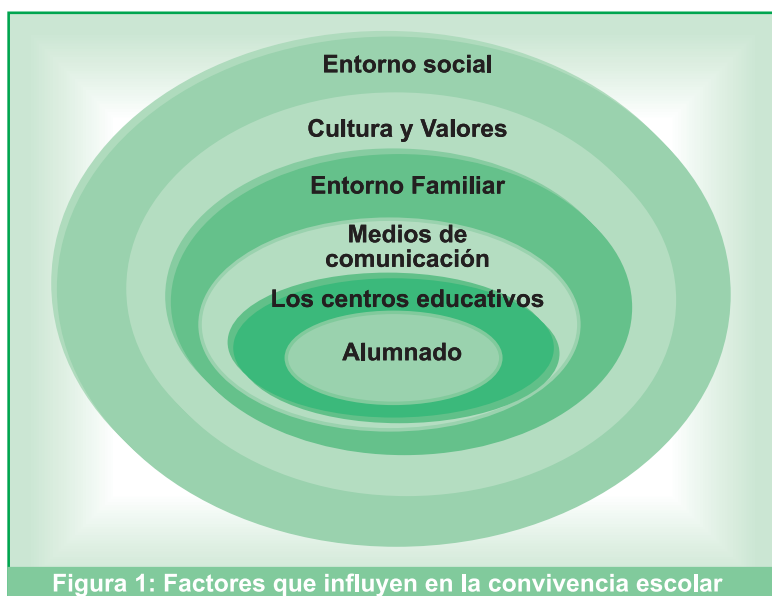 Entorno social
Cultura y Valores
Entorno Familiar
Medios de
comunicación
Los centros educativos
Alumnado
Figura 1: Factores que influyen en la convivencia escolar